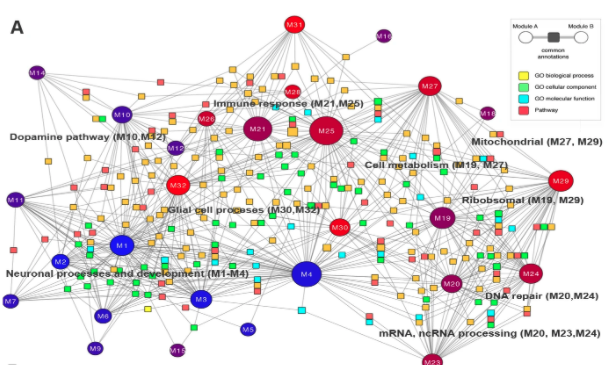 A
M31
M16
Module A Module B
common
annotations
GO biological process
GO cellular component
GO molecular function
Pathway
M14
M27
M28
Immune response (M21,M25)
M10
M26
M21
M25
M18
Dopamine pathway (M10,M12)
Mitochondrial (M27, M29)
M12
Cell metabolism (M19, M27)
M32
M29
M11
Ribosomal (M19, M29)
Glial cell proceses (M30,M32)
M19
M30
M1
M2
Neuronal processes and development (M1-M4)
M4
M24
M20
M7
M3
DNA repair (M20,M24)
M6
M5
mRNA, ncRNA processing (M20, M23,M24)
M9
M15
M23